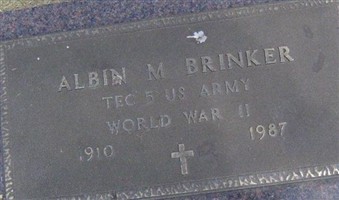 ALBIN M BRINKER
TEC 5 US ARMY
WORLD WAR II
1910 1987